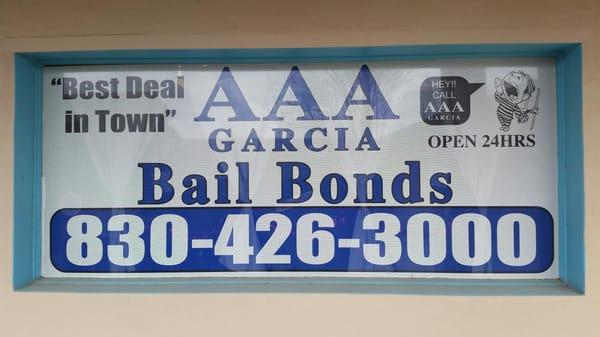 "Best Deal
in Town"
AAA
GARCIA
Bail Bonds
830-426-3000
HEY!!
CALL
AAA
GARCIA
OPEN 24HRS